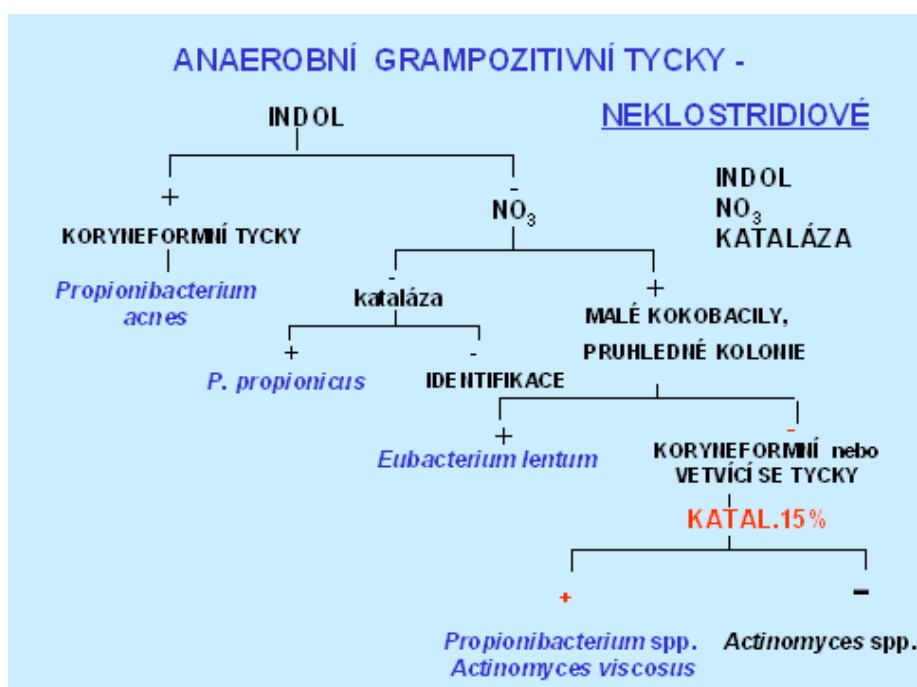 ANAEROBNÍ GRAMPOZITIVNÍ TYCKY -
NEKLOSTRIDIOVÉ
INDOL
INDOL
NO₃
KATALÁZA
+
-
KORYNEFORMNÍ TYCKY
NO₃
Propionibacterium
acnes
-
kataláza
+
MALÉ KOKOBACILY,
PRUHLEDNÉ KOLONIE
+
-
P. propionicus
IDENTIFIKACE
+
-
Eubacterium lentum
KORYNEFORMNÍ nebo
VETVÍCÍ SE TYCKY
KATAL.15%
+
-
Propionibacterium spp.
Actinomyces viscosus
Actinomyces spp.